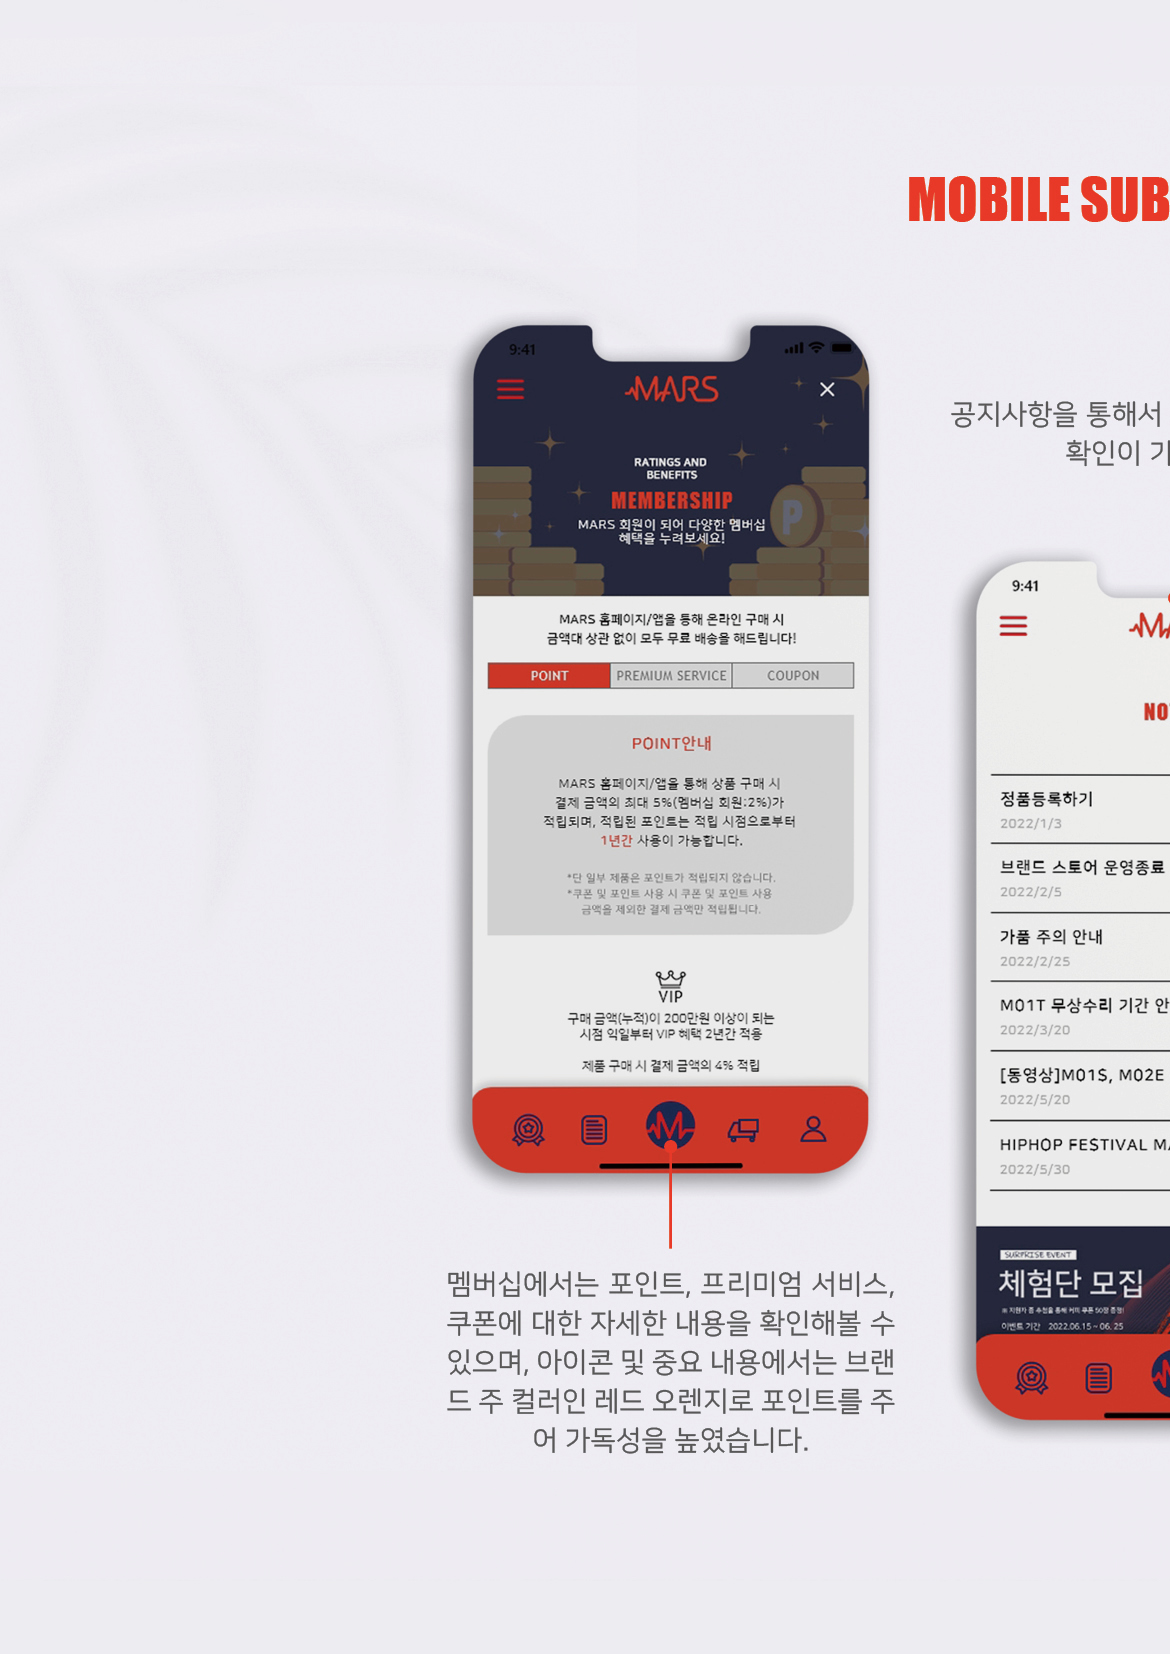 MOBILE SUB
9:41
MARS
RATINGS AND
BENEFITS
MEMBERSHIP
MARS 회원이 되어 다양한 멤버십
혜택을 누려보세요!
P
MARS 홈페이지/앱을 통해 온라인 구매 시
금액대 상관 없이 모두 무료 배송을 해드립니다!
POINT
PREMIUM SERVICE
COUPON
POINT안내
MARS 홈페이지/앱을 통해 상품 구매 시
결제 금액의 최대 5%(멤버십 회원:2%)가
적립되며, 적립된 포인트는 적립 시점으로부터
1년간 사용이 가능합니다.
*단 일부 제품은 포인트가 적립되지 않습니다.
*쿠폰 및 포인트 사용 시 쿠폰 및 포인트 사용
금액을 제외한 결제 금액만 적립됩니다.
VIP
구매 금액(누적)이 200만원 이상이 되는
시점 익일부터 VIP 혜택 2년간 적용
제품 구매 시 결제 금액의 4% 적립
M
멤버십에서는 포인트, 프리미엄 서비스,
쿠폰에 대한 자세한 내용을 확인해볼 수
있으며, 아이콘 및 중요 내용에서는 브랜
드 주 컬러인 레드 오렌지로 포인트를 주
어 가독성을 높였습니다.
공지사항을 통해서
확인이 가
9:41
MA
NO
정품등록하기
2022/1/3
브랜드 스토어 운영종료
2022/2/5
가품 주의 안내
2022/2/25
M01T 무상수리 기간 안
2022/3/20
[동영상]M01S, M02E
2022/5/20
HIPHOP FESTIVAL MA
2022/5/30
SURPRISE EVENT
체험단 모집
※ 지원자 중 추첨을 통해 커피 쿠폰 50장 증정!
이벤트 기간 2022.06.15 ~ 06. 25